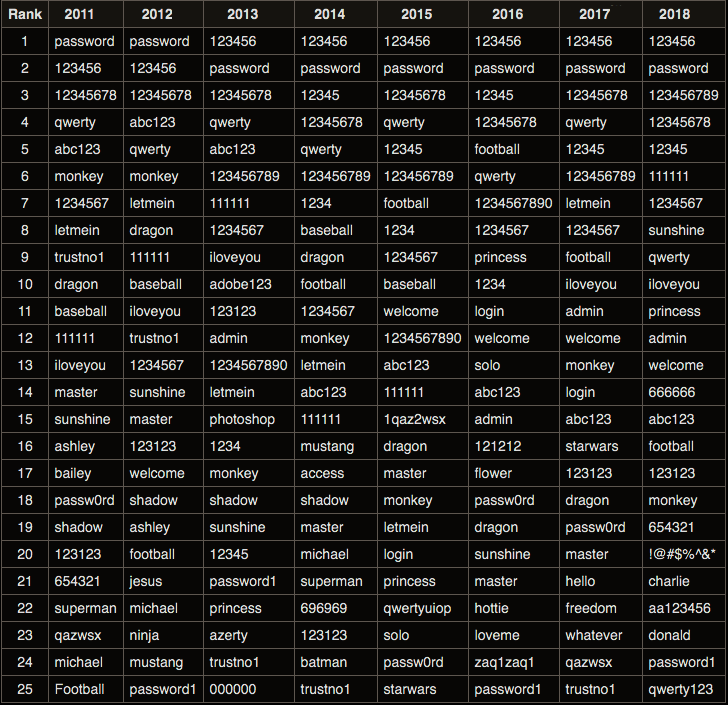 Rank 2011 2012 2013 2014 2015 2016 2017 2018
1 password password 123456 123456 123456 123456 123456 123456
2 123456 123456 password password password password password password
3 12345678 12345678 12345678 12345 12345678 12345 12345678 123456789
4 qwerty abc123 qwerty 12345678 qwerty 12345678 qwerty 12345678
5 abc123 qwerty abc123 qwerty 12345 football 12345 12345
6 monkey monkey 123456789 123456789 123456789 qwerty 123456789 111111
7 1234567 letmein 111111 1234 football 1234567890 letmein 1234567
8 letmein dragon 1234567 baseball 1234 1234567 1234567 sunshine
9 trustno1 111111 iloveyou dragon 1234567 princess football qwerty
10 dragon baseball adobe123 football baseball 1234 iloveyou iloveyou
11 baseball iloveyou 123123 1234567 welcome login admin princess
12 111111 trustno1 admin monkey 1234567890 welcome welcome admin
13 iloveyou 1234567 1234567890 letmein abc123 solo monkey welcome
14 master sunshine letmein abc123 111111 abc123 login 666666
15 sunshine master photoshop 111111 1qaz2wsx admin abc123 abc123
16 ashley 123123 1234 mustang dragon 121212 starwars football
17 bailey welcome monkey access master flower 123123 123123
18 passw0rd shadow shadow shadow monkey passw0rd dragon monkey
19 shadow ashley sunshine master letmein dragon passw0rd 654321
20 123123 football 12345 michael login sunshine master !@#$%^&*
21 654321 jesus password1 superman princess master hello charlie
22 superman michael princess 696969 qwertyuiop hottie freedom aa123456
23 qazwsx ninja azerty 123123 solo loveme whatever donald
24 michael mustang trustno1 batman passw0rd zaq1zaq1 qazwsx password1
25 Football password1 000000 trustno1 starwars password1 trustno1 qwerty123